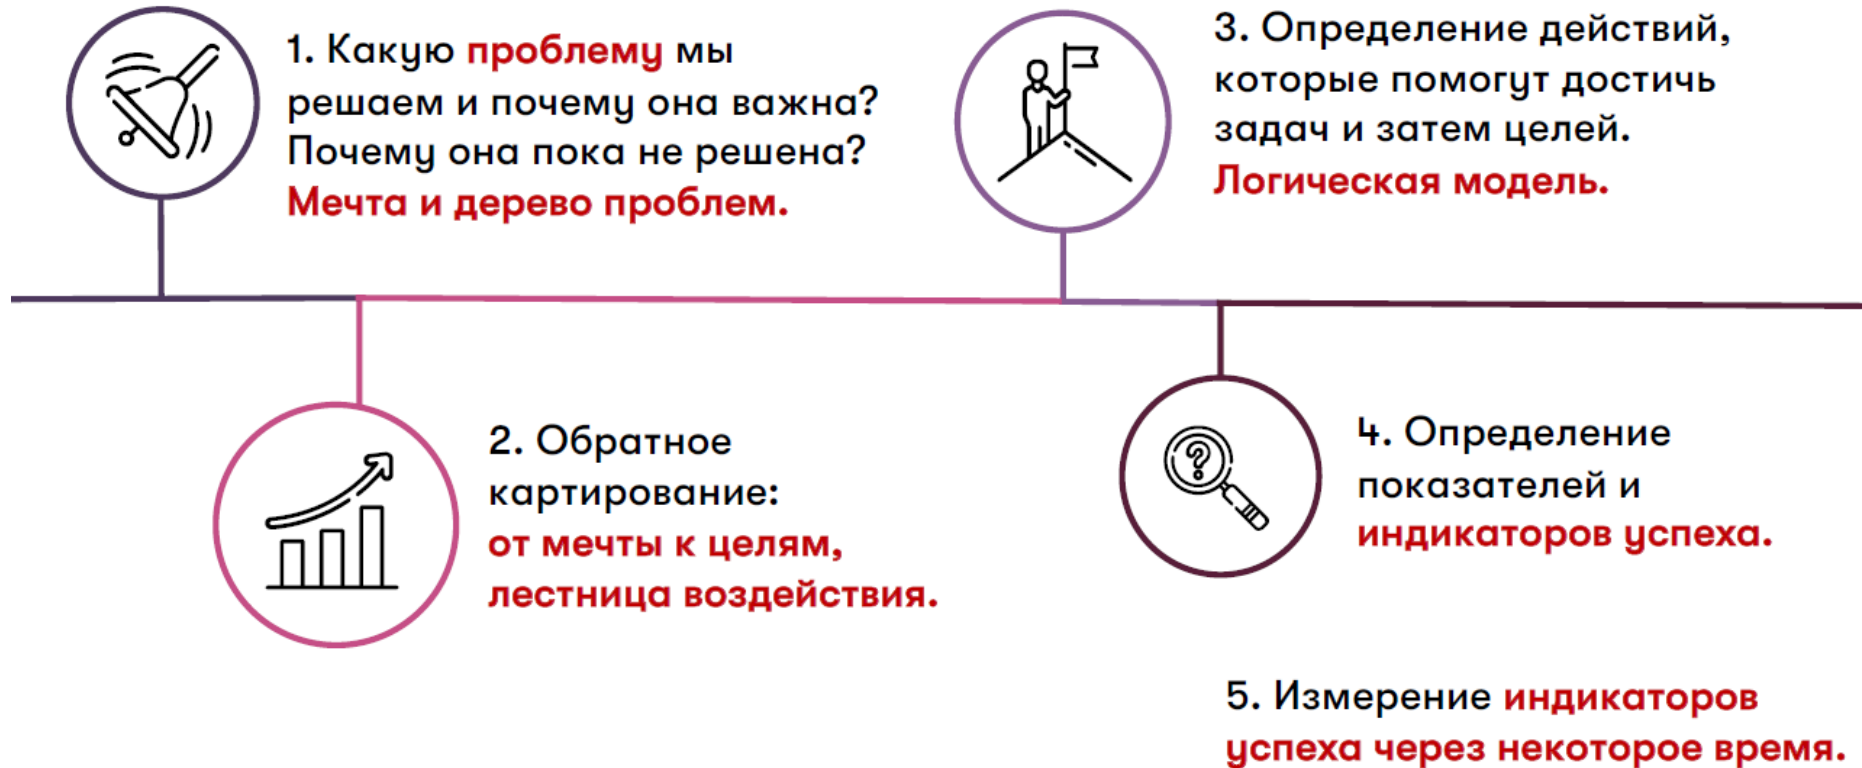 1. Какую проблему мы
решаем и почему она важна?
Почему она пока не решена?
Мечта и дерево проблем.
2. Обратное
картирование:
от мечты к целям,
лестница воздействия.
3. Определение действий,
которые помогут достичь
задач и затем целей.
Логическая модель.
4. Определение
показателей и
индикаторов успеха.
5. Измерение индикаторов
успеха через некоторое время.